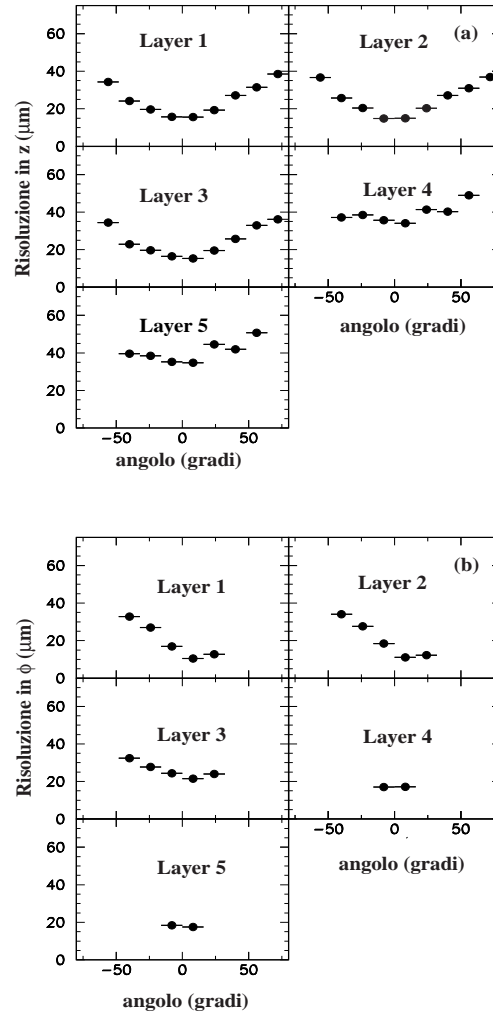 (a)
Layer 1
Layer 2
60
40
20
0
Layer 3
Layer 4
60
40
20
0
Layer 5
−50 0 50
angolo (gradi)
60
40
20
0
−50 0 50
angolo (gradi)
Risoluzione in z (μm)
(b)
Layer 1
Layer 2
60
40
20
0
Layer 3
Layer 4
60
40
20
0
Layer 5
−50 0 50
angolo (gradi)
60
40
20
0
−50 0 50
angolo (gradi)
Risoluzione in ϕ (μm)